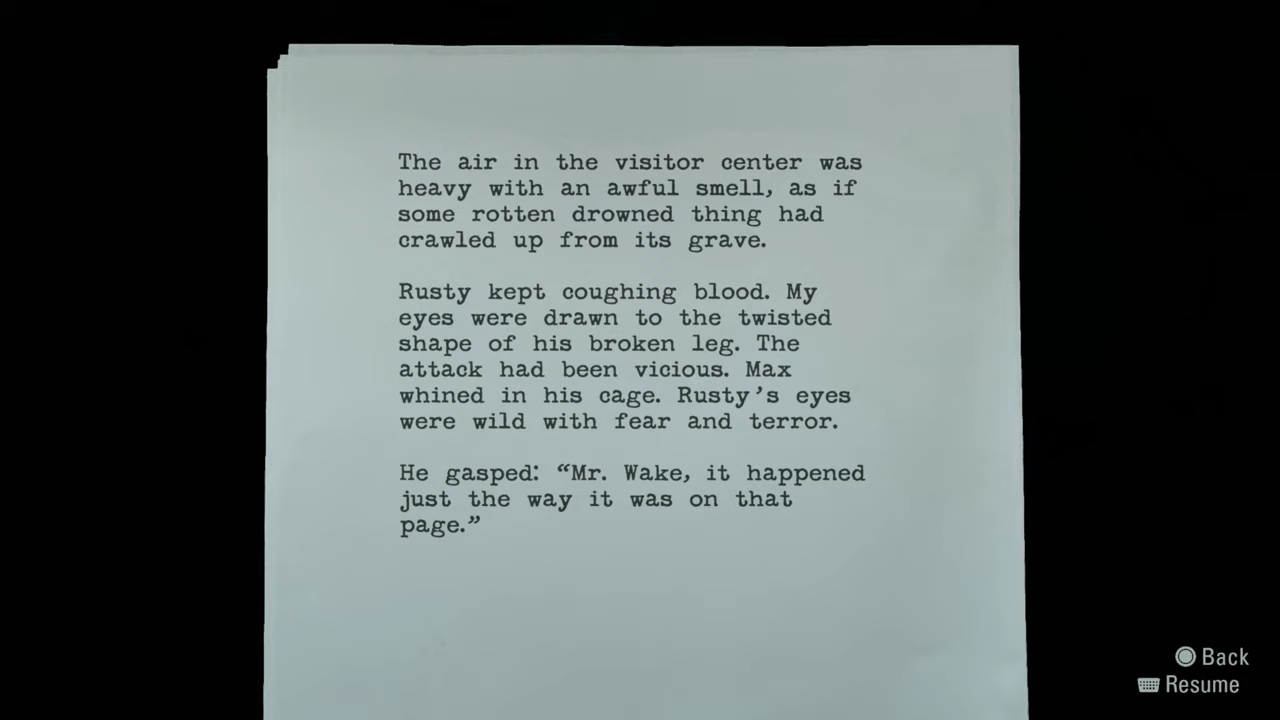 The air in the visitor center was
heavy with an awful smell, as if
some rotten drowned thing had
crawled up from its grave.
Rusty kept coughing blood. My
eyes were drawn to the twisted
shape of his broken leg. The
attack had been vicious. Max
whined in his cage. Rusty’s eyes
were wild with fear and terror.
He gasped: “Mr. Wake, it happened
just the way it was on that
page.”
Back
Resume